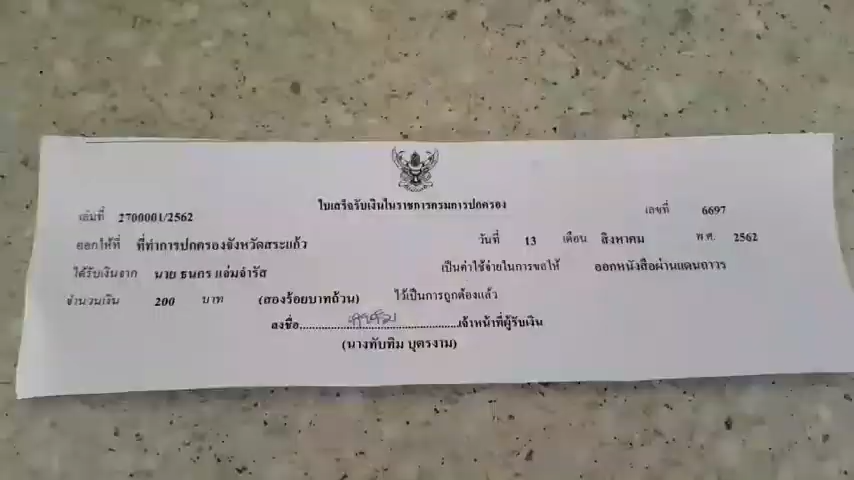 ใบเสร็จรับเงินในราชการกรมการปกครอง
เล่มที่ 2700001/2562 เลขที่ 6697
ออกให้ที่ ที่ทำการปกครองจังหวัดสระแก้ว วันที่ 13 เดือน สิงหาคม พ.ศ. 2562
ได้รับเงินจาก นาย ธนกร แจ่มจำรัส เป็นค่าใช้จ่ายในการขอให้ ออกหนังสือผ่านแดนถาวร
จำนวนเงิน 200 บาท (สองร้อยบาทถ้วน) ไว้เป็นการถูกต้องแล้ว
ลงชื่อ..........................................เจ้าหน้าที่ผู้รับเงิน
(นางทับทิม บุตรงาม)